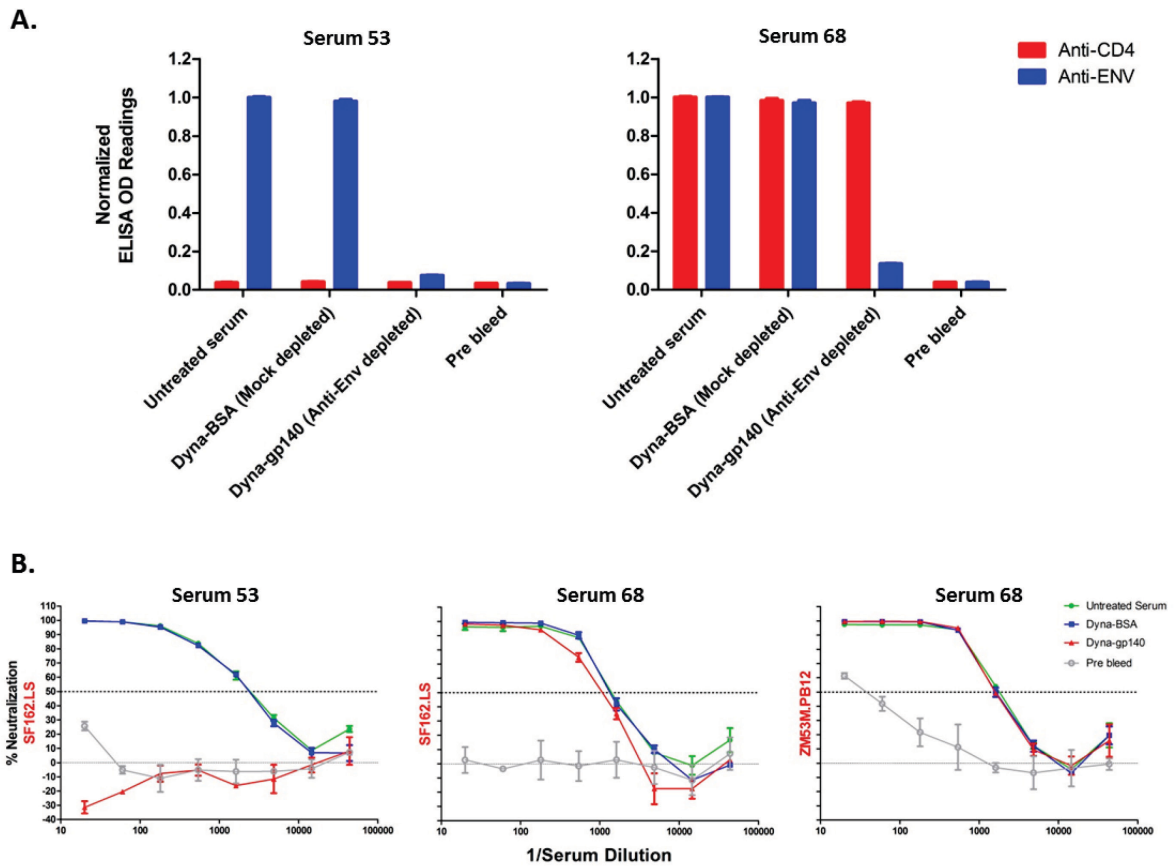 A.
Serum 53
Serum 68
Anti-CD4
Anti-ENV
Normalized
ELISA OD Readings
1.2
1.0
0.8
0.6
0.4
0.2
0.0
Untreated serum
Dyna-BSA (Mock depleted)
Dyna-gp140 (Anti-Env depleted)
Pre bleed
1.2
1.0
0.8
0.6
0.4
0.2
0.0
Untreated serum
Dyna-BSA (Mock depleted)
Dyna-gp140 (Anti-Env depleted)
Pre bleed
B.
Serum 53
Serum 68
Serum 68
% Neutralization
SF162.LS
110
100
90
80
70
60
50
40
30
20
10
0
-10
-20
-30
-40
10 100 1000 10000 100000
SF162.LS
10 100 1000 10000 100000
ZM53M.PB12
10 100 1000 10000 100000
Untreated Serum
Dyna-BSA
Dyna-gp140
Pre bleed
1/Serum Dilution